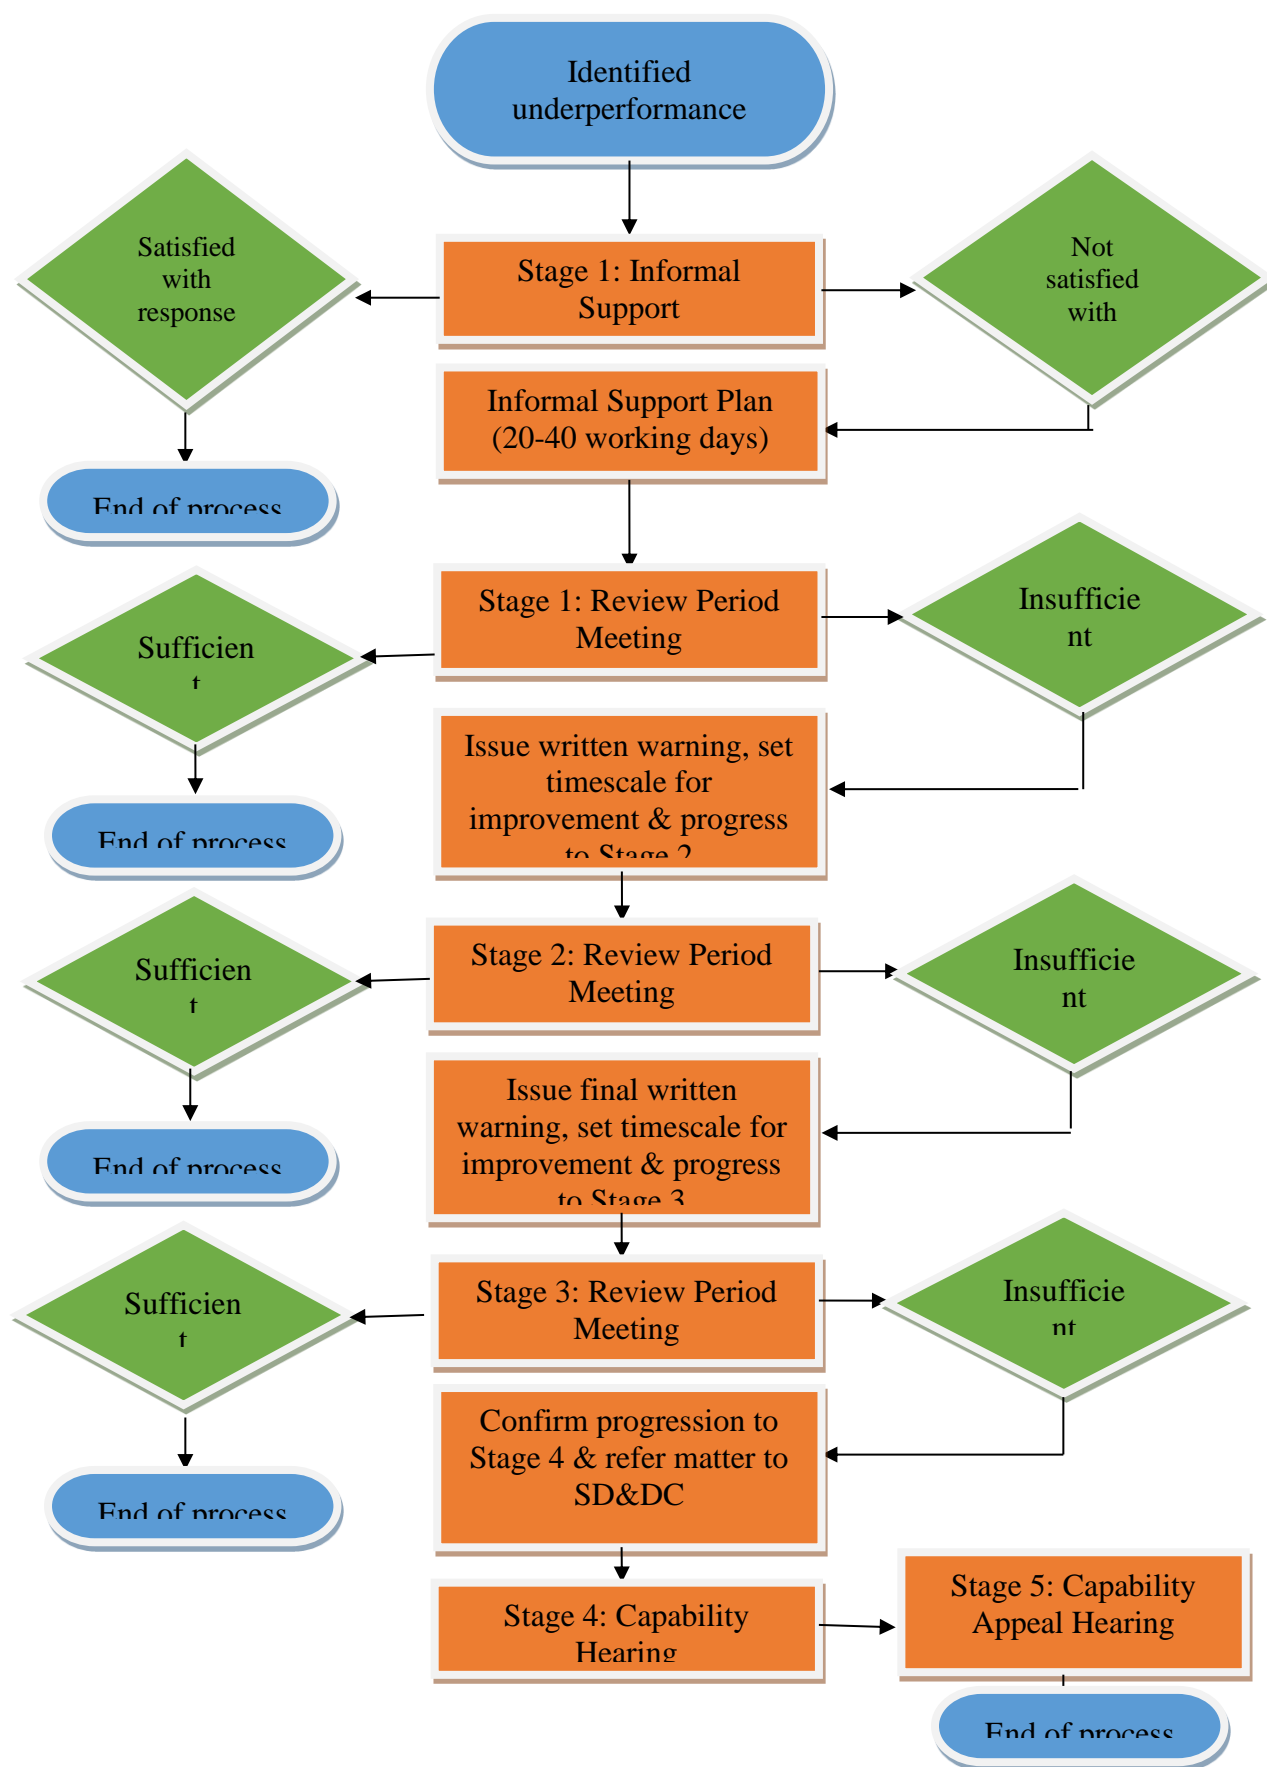 Identified
underperformance
Satisfied
with
response
Stage 1: Informal
Support
Not
satisfied
with
Informal Support Plan
(20-40 working days)
End of process
Stage 1: Review Period
Meeting
Insufficie
nt
Sufficien
t
Issue written warning, set
timescale for
improvement & progress
to Stage 2
End of process
Sufficien
t
Stage 2: Review Period
Meeting
Insufficie
nt
Issue final written
warning, set timescale for
improvement & progress
to Stage 3
End of process
Sufficien
t
Stage 3: Review Period
Meeting
Insufficie
nt
Confirm progression to
Stage 4 & refer matter to
SD&DC
End of process
Stage 4: Capability
Hearing
Stage 5: Capability
Appeal Hearing
End of process